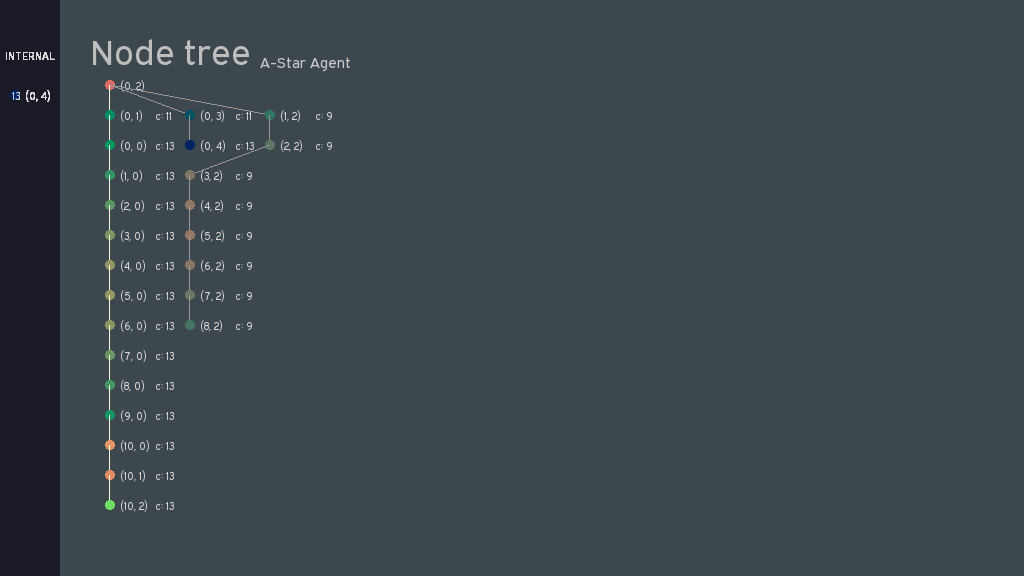 INTERNAL
13 (0, 4)
Node tree A-Star Agent
(0, 2)
(0, 1) c: 11 (0, 3) c: 11 (1, 2) c: 9
(0, 0) c: 13 (0, 4) c: 13 (2, 2) c: 9
(1, 0) c: 13 (3, 2) c: 9
(2, 0) c: 13 (4, 2) c: 9
(3, 0) c: 13 (5, 2) c: 9
(4, 0) c: 13 (6, 2) c: 9
(5, 0) c: 13 (7, 2) c: 9
(6, 0) c: 13 (8, 2) c: 9
(7, 0) c: 13
(8, 0) c: 13
(9, 0) c: 13
(10, 0) c: 13
(10, 1) c: 13
(10, 2) c: 13